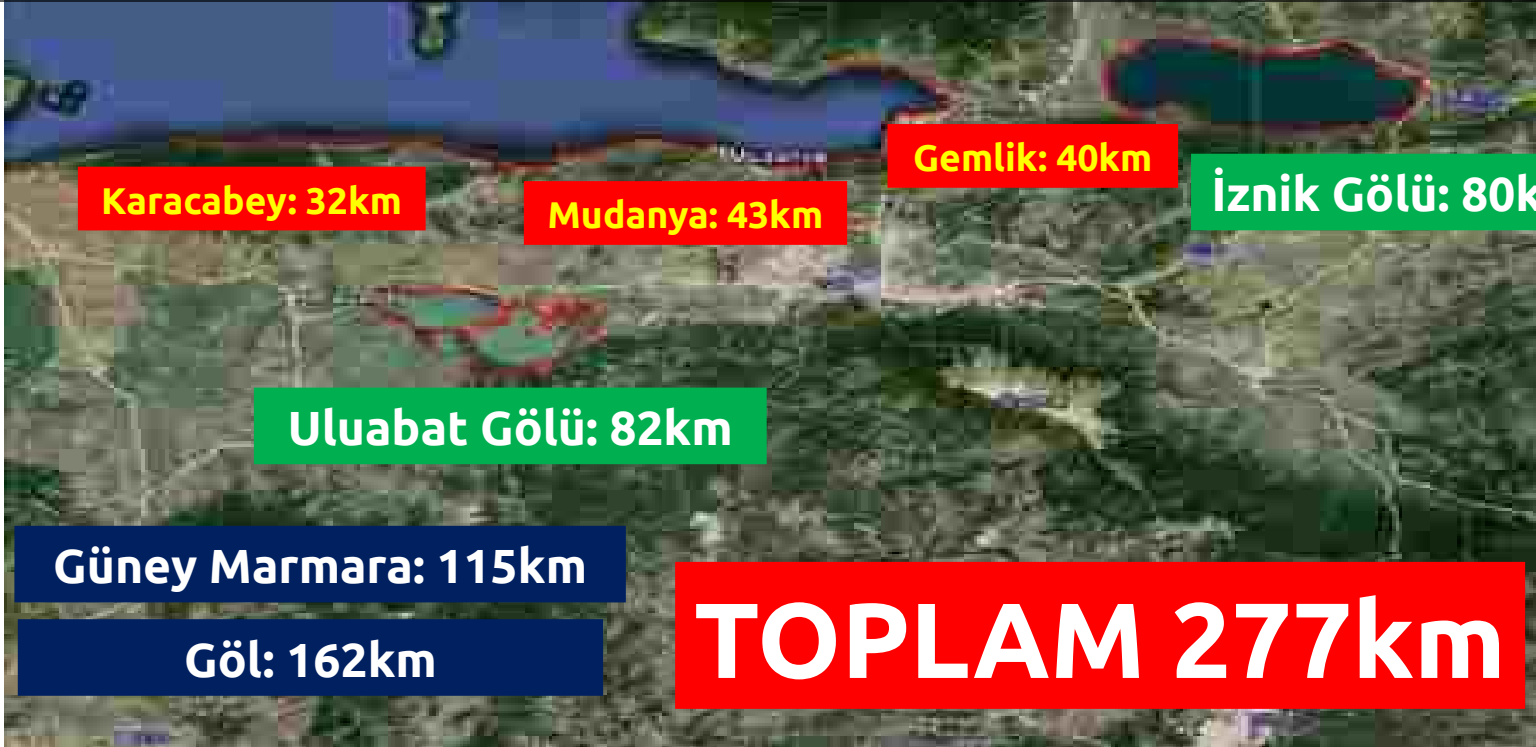 Gemlik: 40km
İznik Gölü: 80k
Karacabey: 32km
Mudanya: 43km
Uluabat Gölü: 82km
Güney Marmara: 115km
Göl: 162km
TOPLAM 277km